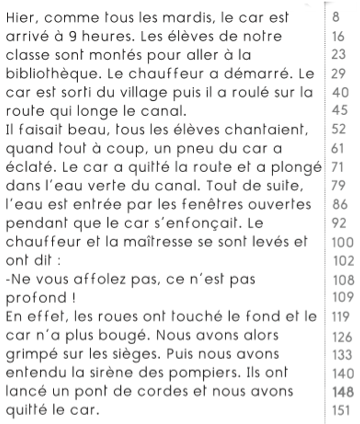 Hier, comme tous les mardis, le car est 8
arrivé à 9 heures. Les élèves de notre 16
classe sont montés pour aller à la 23
bibliothèque. Le chauffeur a démarré. Le 29
car est sorti du village puis il a roulé sur la 40
route qui longe le canal. 45
Il faisait beau, tous les élèves chantaient, 52
quand tout à coup, un pneu du car a 61
éclaté. Le car a quitté la route et a plongé 71
dans l'eau verte du canal. Tout de suite, 79
l'eau est entrée par les fenêtres ouvertes 86
pendant que le car s'enfonçait. Le 92
chauffeur et la maîtresse se sont levés et 100
ont dit : 102
-Ne vous affolez pas, ce n'est pas 108
profond ! 109
En effet, les roues ont touché le fond et le 119
car n'a plus bougé. Nous avons alors 126
grimpé sur les sièges. Puis nous avons 133
entendu la sirène des pompiers. Ils ont 140
lancé un pont de cordes et nous avons 148
quitté le car. 151